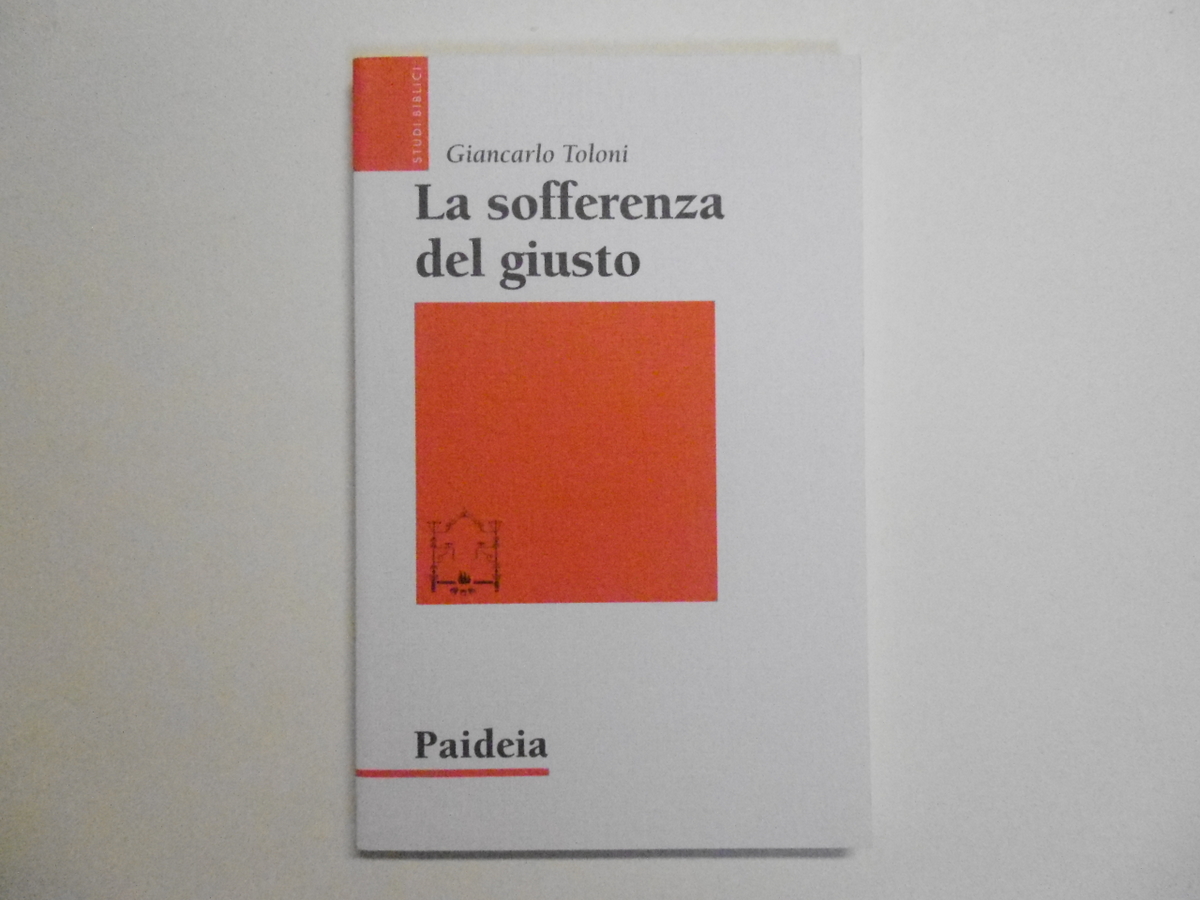 STUDI BIBLICI
Giancarlo Toloni
La sofferenza
del giusto
Paideia